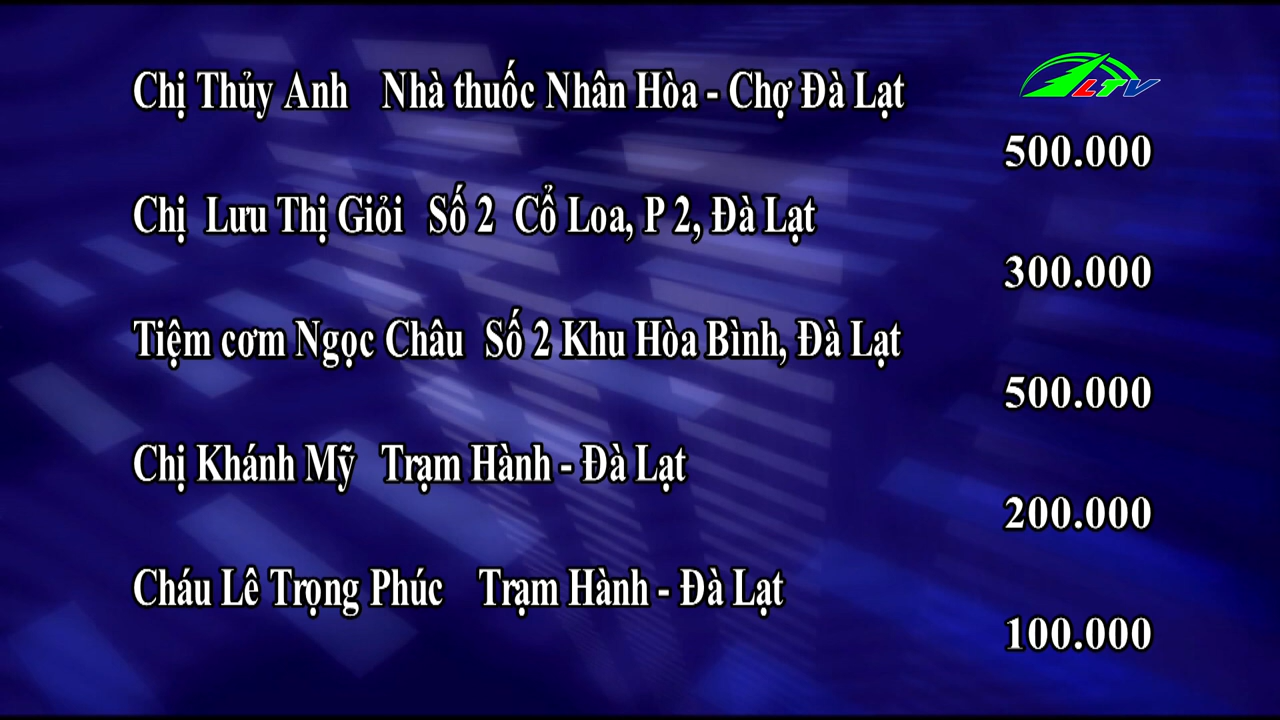 Chị Thủy Anh Nhà thuốc Nhân Hòa - Chợ Đà Lạt
LTV
500.000
Chị Lưu Thị Giỏi Số 2 Cổ Loa, P 2, Đà Lạt
300.000
Tiệm cơm Ngọc Châu Số 2 Khu Hòa Bình, Đà Lạt
500.000
Chị Khánh Mỹ Trạm Hành - Đà Lạt
200.000
Cháu Lê Trọng Phúc Trạm Hành - Đà Lạt
100.000